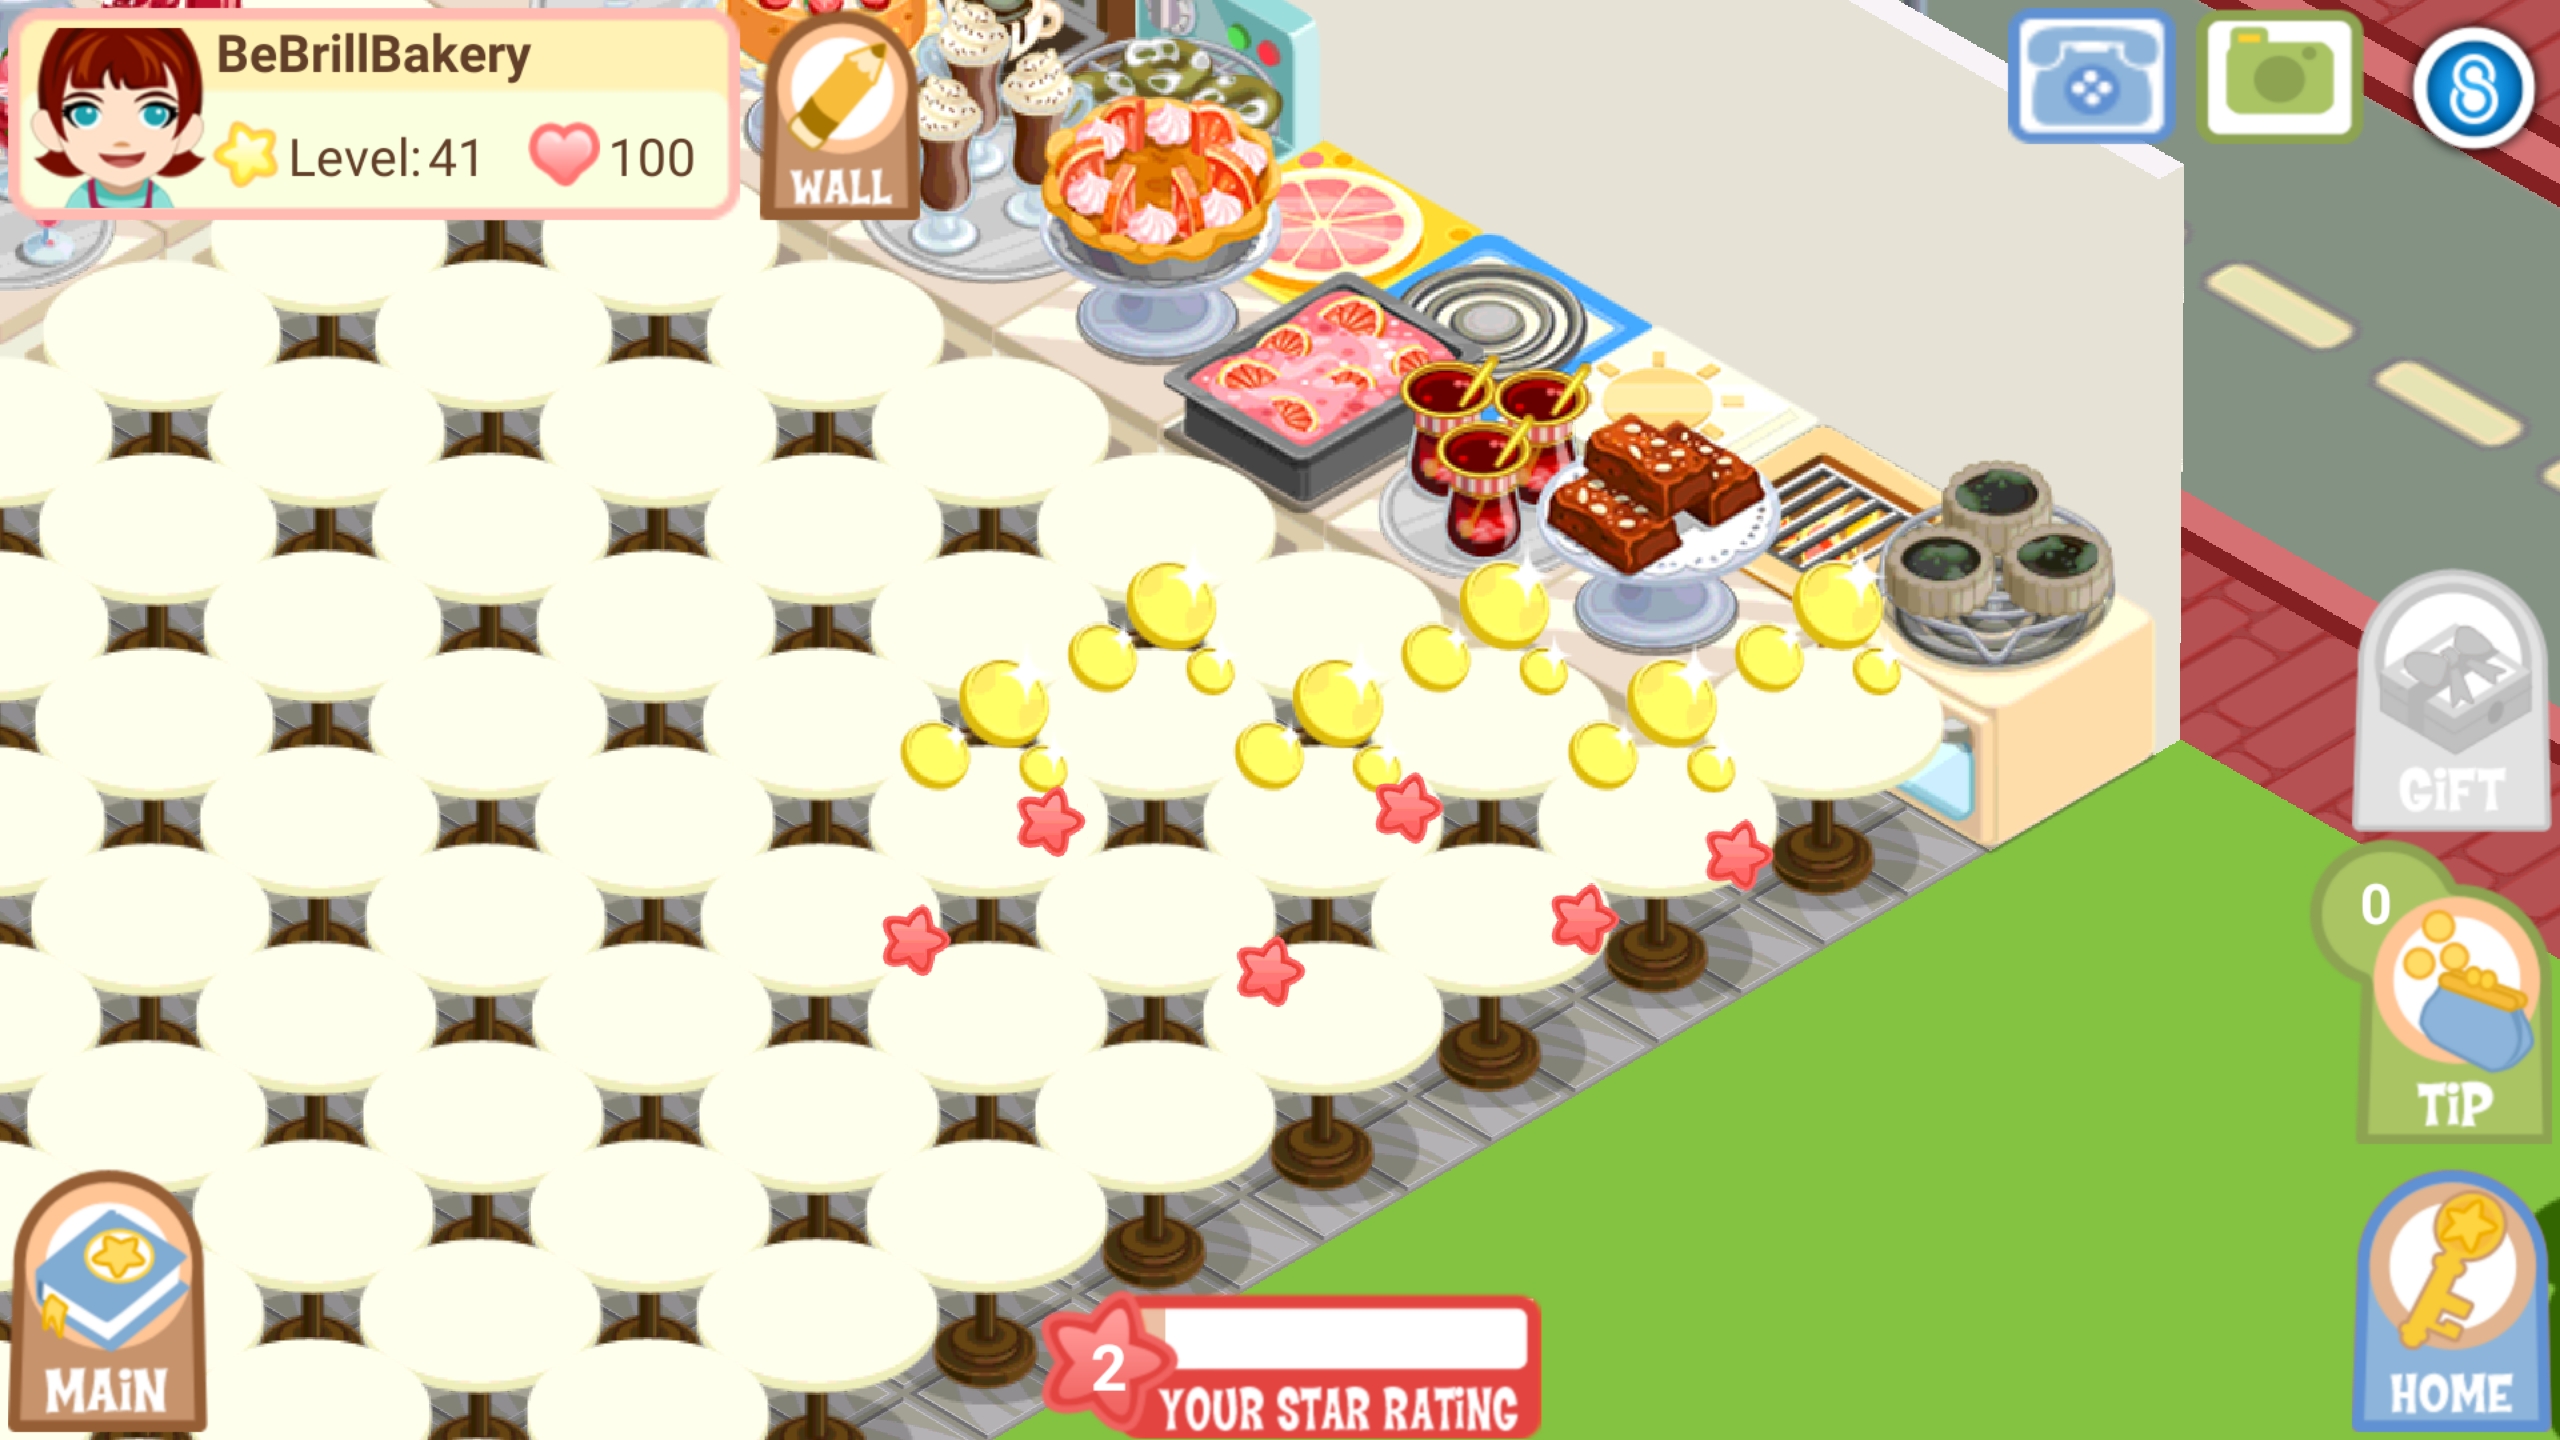 BeBrillBakery
Level: 41
100
WALL
GiFT
0
TiP
MAiN
2
YOUR STAR RATiNG
HOME